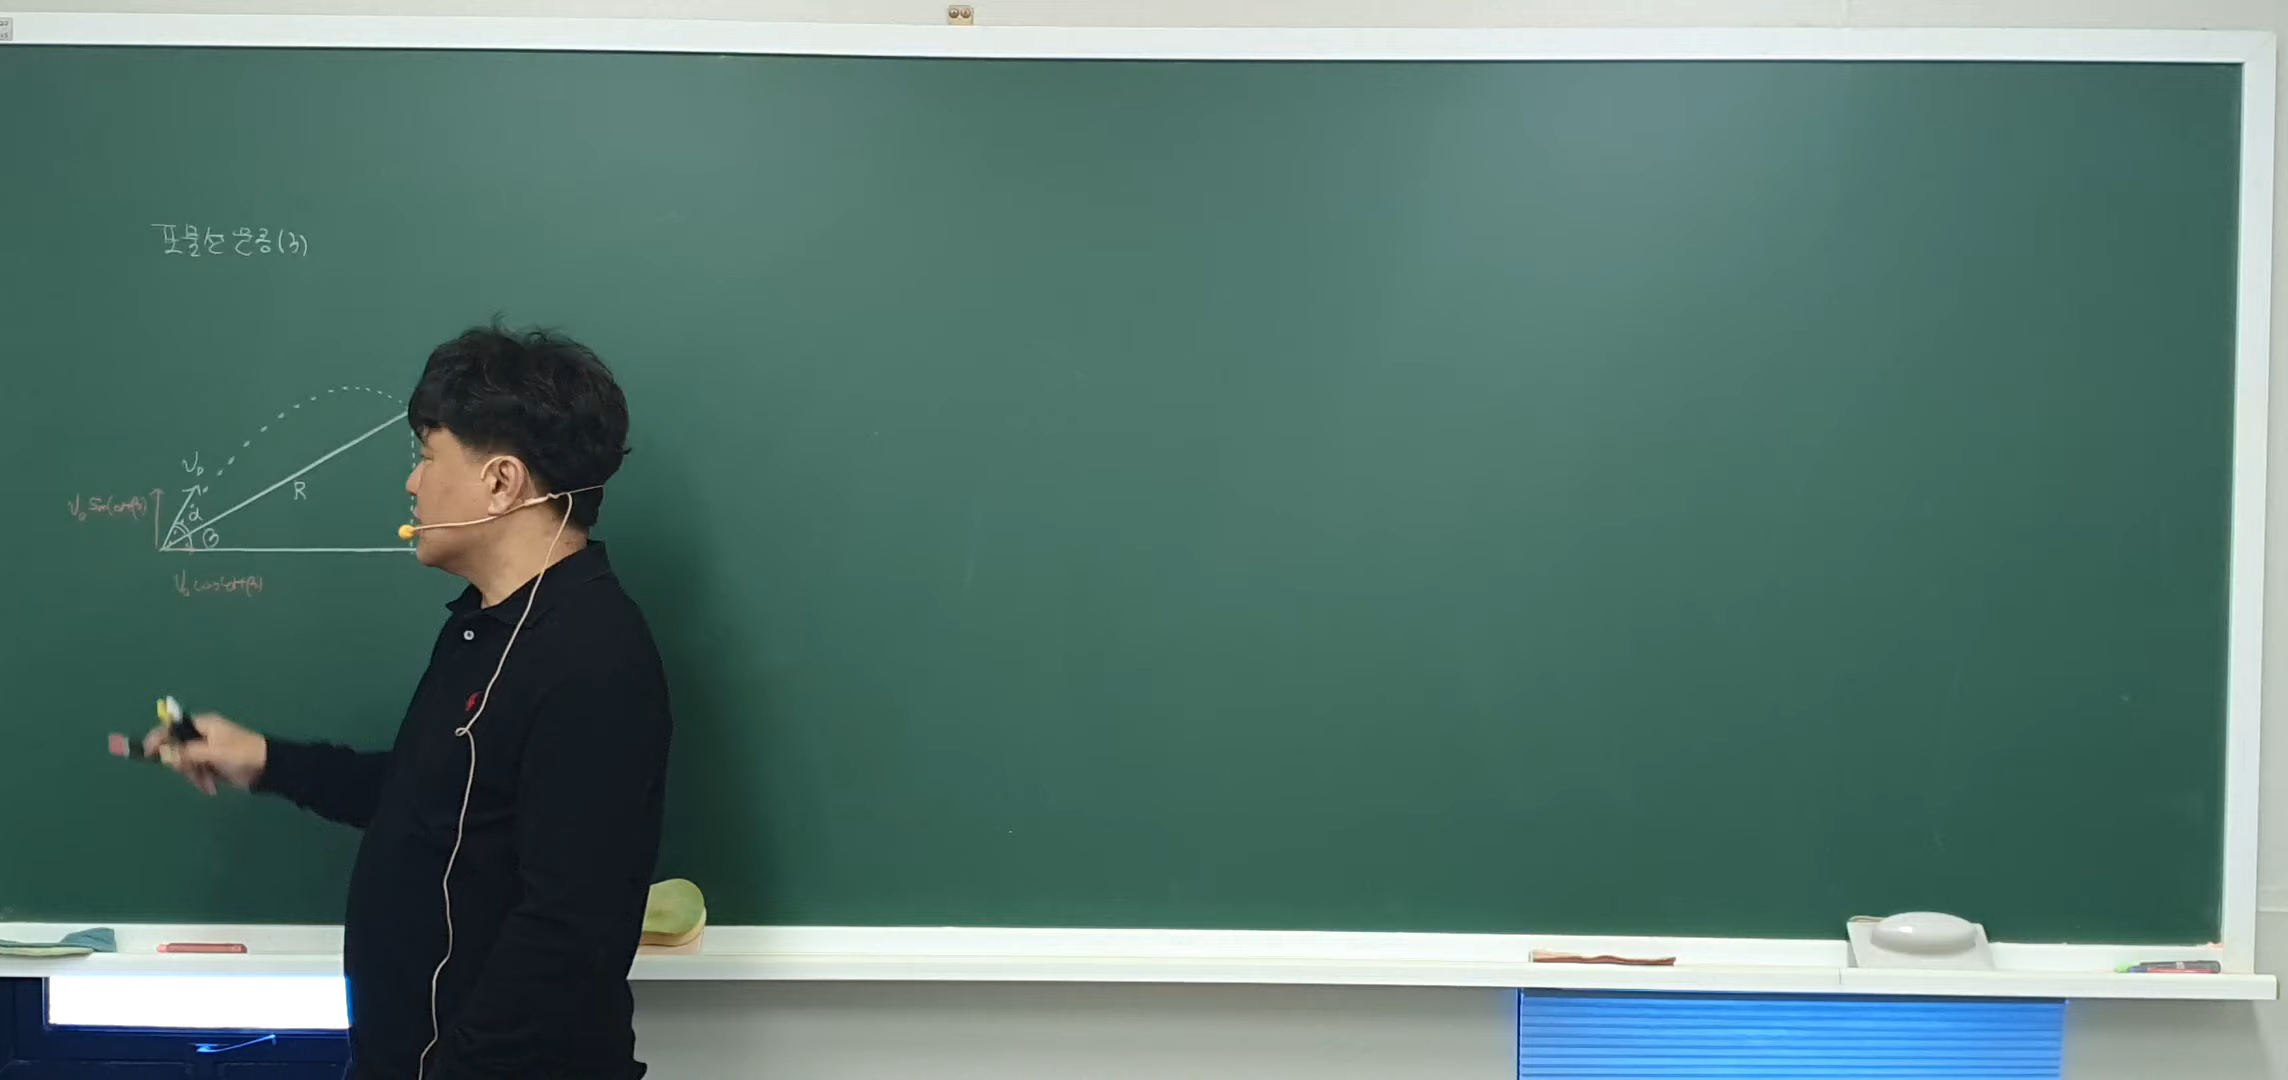 포물선 운동(3)
v₀
v₀ sin(α+β)
α
R
β
v₀ cos(α+β)